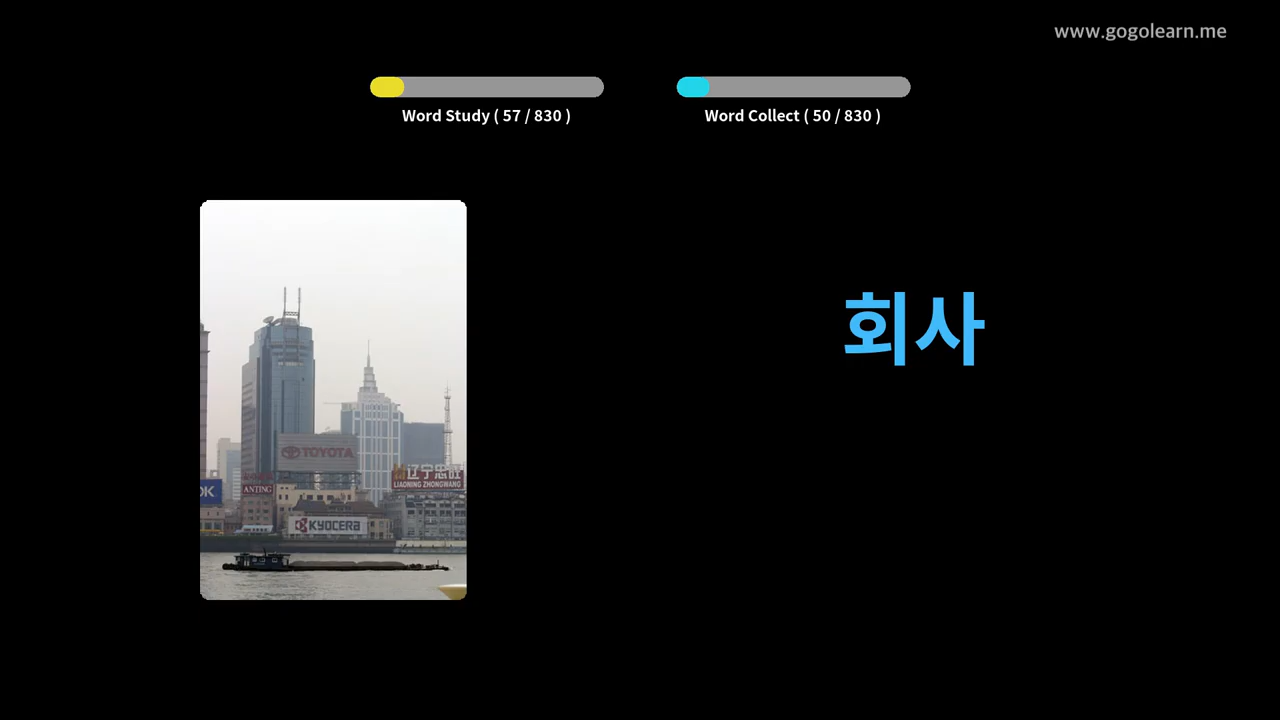 www.gogolearn.me
Word Study ( 57 / 830 )
Word Collect ( 50 / 830 )
회사
TOYOTA
辽宁忠旺
LIAONING ZHONGWANG
OK
ANTING
KYOCERA